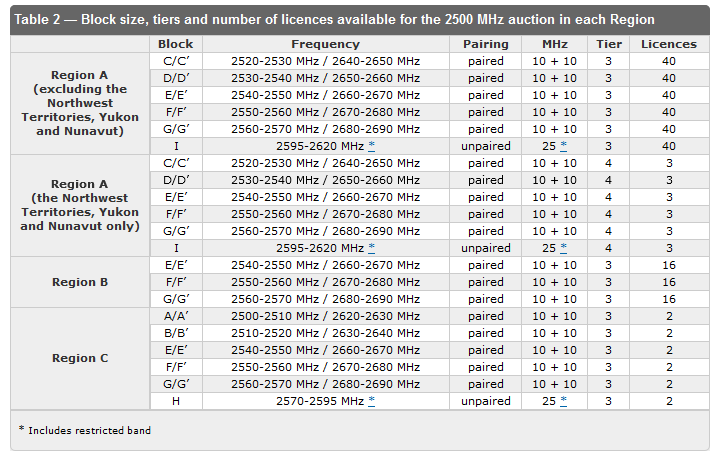 Table 2 — Block size, tiers and number of licences available for the 2500 MHz auction in each Region
Block Frequency Pairing MHz Tier Licences
Region A
(excluding the
Northwest
Territories, Yukon
and Nunavut)
C/C′ 2520-2530 MHz / 2640-2650 MHz paired 10 + 10 3 40
D/D′ 2530-2540 MHz / 2650-2660 MHz paired 10 + 10 3 40
E/E′ 2540-2550 MHz / 2660-2670 MHz paired 10 + 10 3 40
F/F′ 2550-2560 MHz / 2670-2680 MHz paired 10 + 10 3 40
G/G′ 2560-2570 MHz / 2680-2690 MHz paired 10 + 10 3 40
I 2595-2620 MHz * unpaired 25 * 3 40
Region A
(the Northwest
Territories, Yukon
and Nunavut only)
C/C′ 2520-2530 MHz / 2640-2650 MHz paired 10 + 10 4 3
D/D′ 2530-2540 MHz / 2650-2660 MHz paired 10 + 10 4 3
E/E′ 2540-2550 MHz / 2660-2670 MHz paired 10 + 10 4 3
F/F′ 2550-2560 MHz / 2670-2680 MHz paired 10 + 10 4 3
G/G′ 2560-2570 MHz / 2680-2690 MHz paired 10 + 10 4 3
I 2595-2620 MHz * unpaired 25 * 4 3
Region B
E/E′ 2540-2550 MHz / 2660-2670 MHz paired 10 + 10 3 16
F/F′ 2550-2560 MHz / 2670-2680 MHz paired 10 + 10 3 16
G/G′ 2560-2570 MHz / 2680-2690 MHz paired 10 + 10 3 16
Region C
A/A′ 2500-2510 MHz / 2620-2630 MHz paired 10 + 10 3 2
B/B′ 2510-2520 MHz / 2630-2640 MHz paired 10 + 10 3 2
E/E′ 2540-2550 MHz / 2660-2670 MHz paired 10 + 10 3 2
F/F′ 2550-2560 MHz / 2670-2680 MHz paired 10 + 10 3 2
G/G′ 2560-2570 MHz / 2680-2690 MHz paired 10 + 10 3 2
H 2570-2595 MHz * unpaired 25 * 3 2
* Includes restricted band